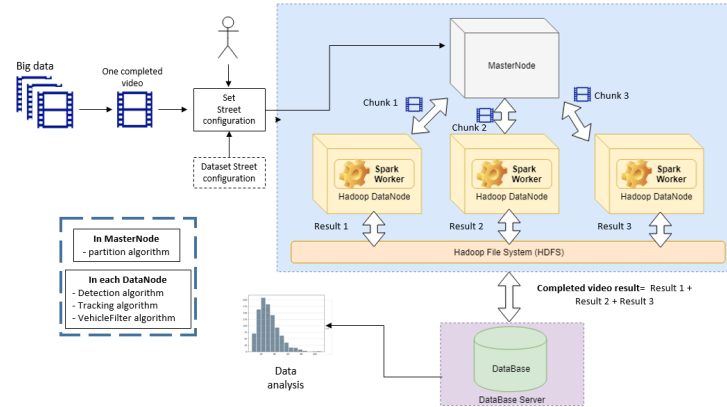 Big data
One completed
video
Set
Street
configuration
Dataset Street
configuration
MasterNode
Chunk 1
Chunk 2
Chunk 3
Spark
Worker
Hadoop DataNode
Spark
Worker
Hadoop DataNode
Spark
Worker
Hadoop DataNode
Result 1
Result 2
Result 3
Hadoop File System (HDFS)
In MasterNode
- partition algorithm
In each DataNode
- Detection algorithm
- Tracking algorithm
- VehicleFilter algorithm
Completed video result= Result 1 +
Result 2 + Result 3
Data
analysis
DataBase
DataBase Server